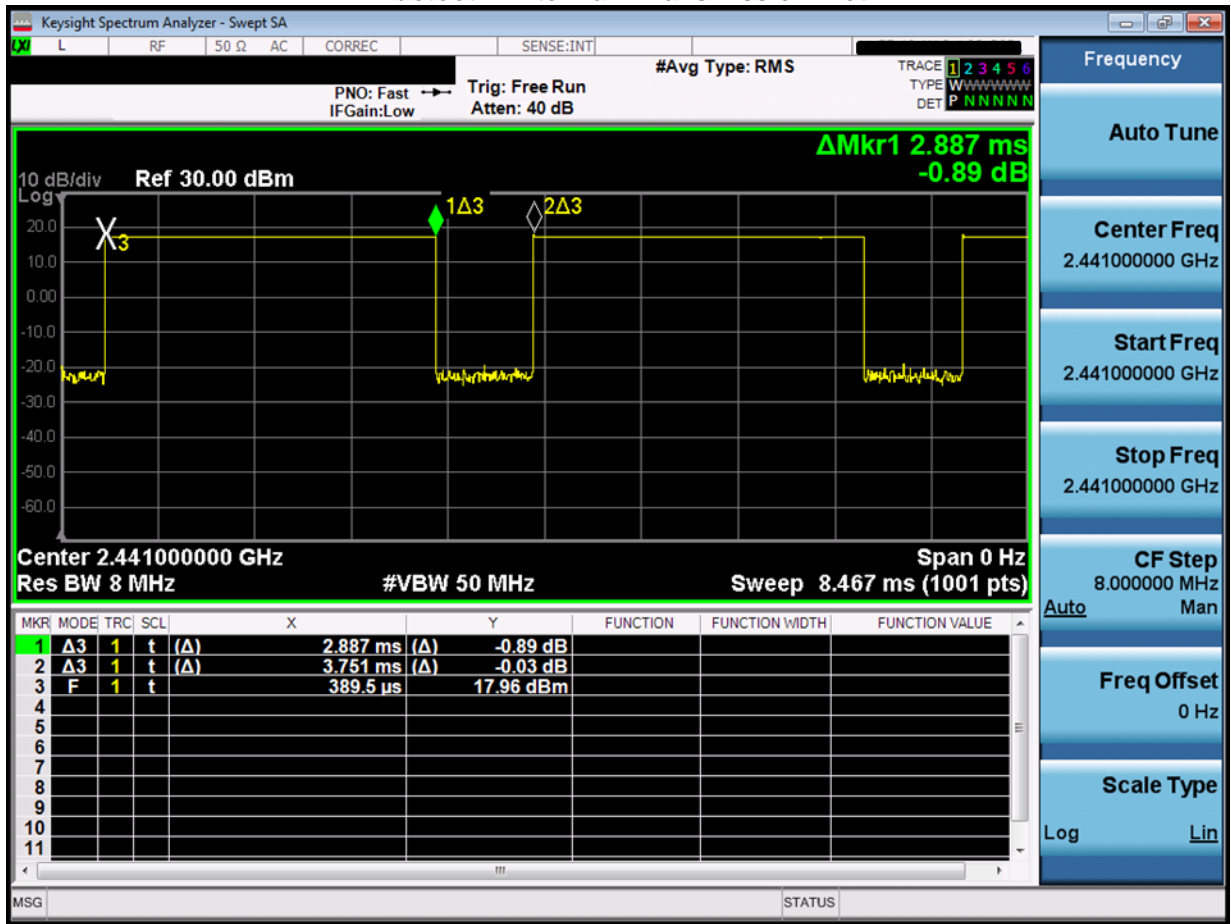 Keysight Spectrum Analyzer - Swept SA
LXI L RF 50 Ω AC CORREC SENSE:INT
#Avg Type: RMS TRACE 1 2 3 4 5 6
PNO: Fast Trig: Free Run TYPE WWWWWW
IFGain:Low Atten: 40 dB DET P N N N N N
ΔMkr1 2.887 ms
-0.89 dB
10 dB/div Ref 30.00 dBm
Log
1Δ3 2Δ3
20.0
X3
10.0
0.00
-10.0
-20.0
-30.0
-40.0
-50.0
-60.0
Center 2.441000000 GHz Span 0 Hz
Res BW 8 MHz #VBW 50 MHz Sweep 8.467 ms (1001 pts)
MKR MODE TRC SCL X Y FUNCTION FUNCTION WIDTH FUNCTION VALUE
1 Δ3 1 t (Δ) 2.887 ms (Δ) -0.89 dB
2 Δ3 1 t (Δ) 3.751 ms (Δ) -0.03 dB
3 F 1 t 389.5 µs 17.96 dBm
4
5
6
7
8
9
10
11
MSG STATUS
Frequency
Auto Tune
Center Freq
2.441000000 GHz
Start Freq
2.441000000 GHz
Stop Freq
2.441000000 GHz
CF Step
8.000000 MHz
Auto Man
Freq Offset
0 Hz
Scale Type
Log Lin